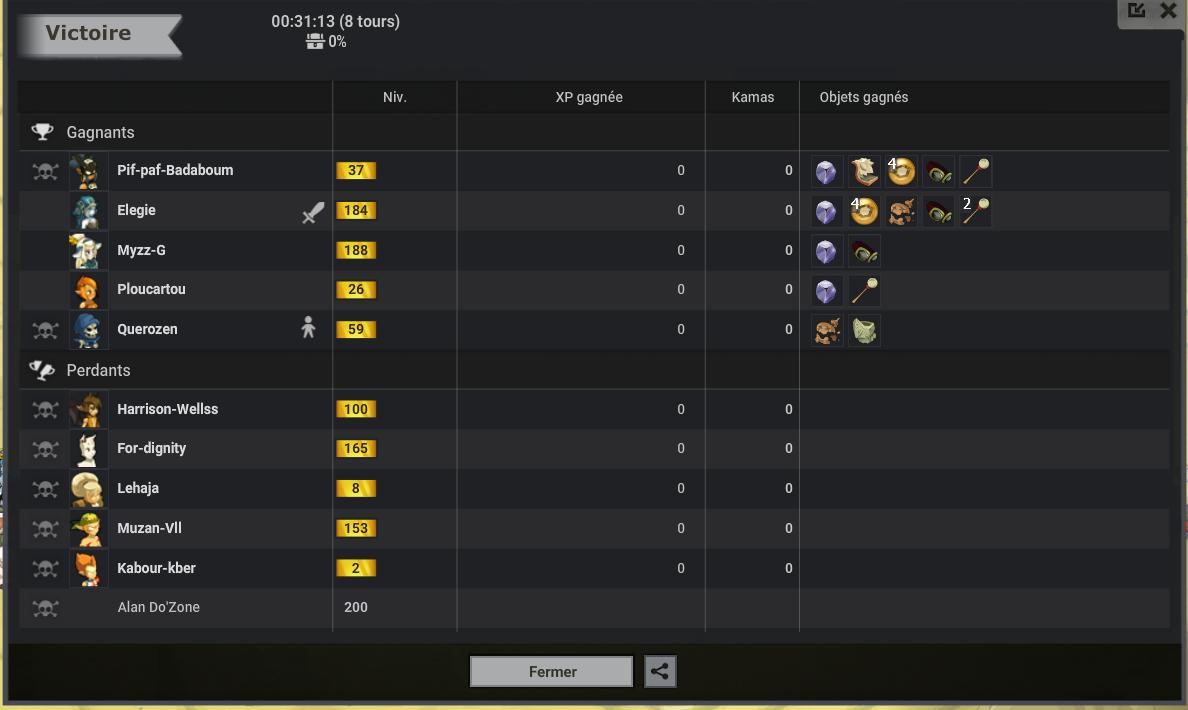 Victoire
00:31:13 (8 tours)
0%
Niv. XP gagnée Kamas Objets gagnés
Gagnants
Pif-paf-Badaboum 37 0 0 4
Elegie 184 0 0 4 2
Myzz-G 188 0 0
Ploucartou 26 0 0
Querozen 59 0 0
Perdants
Harrison-Wellss 100 0 0
For-dignity 165 0 0
Lehaja 8 0 0
Muzan-Vll 153 0 0
Kabour-kber 2 0 0
Alan Do'Zone 200
Fermer